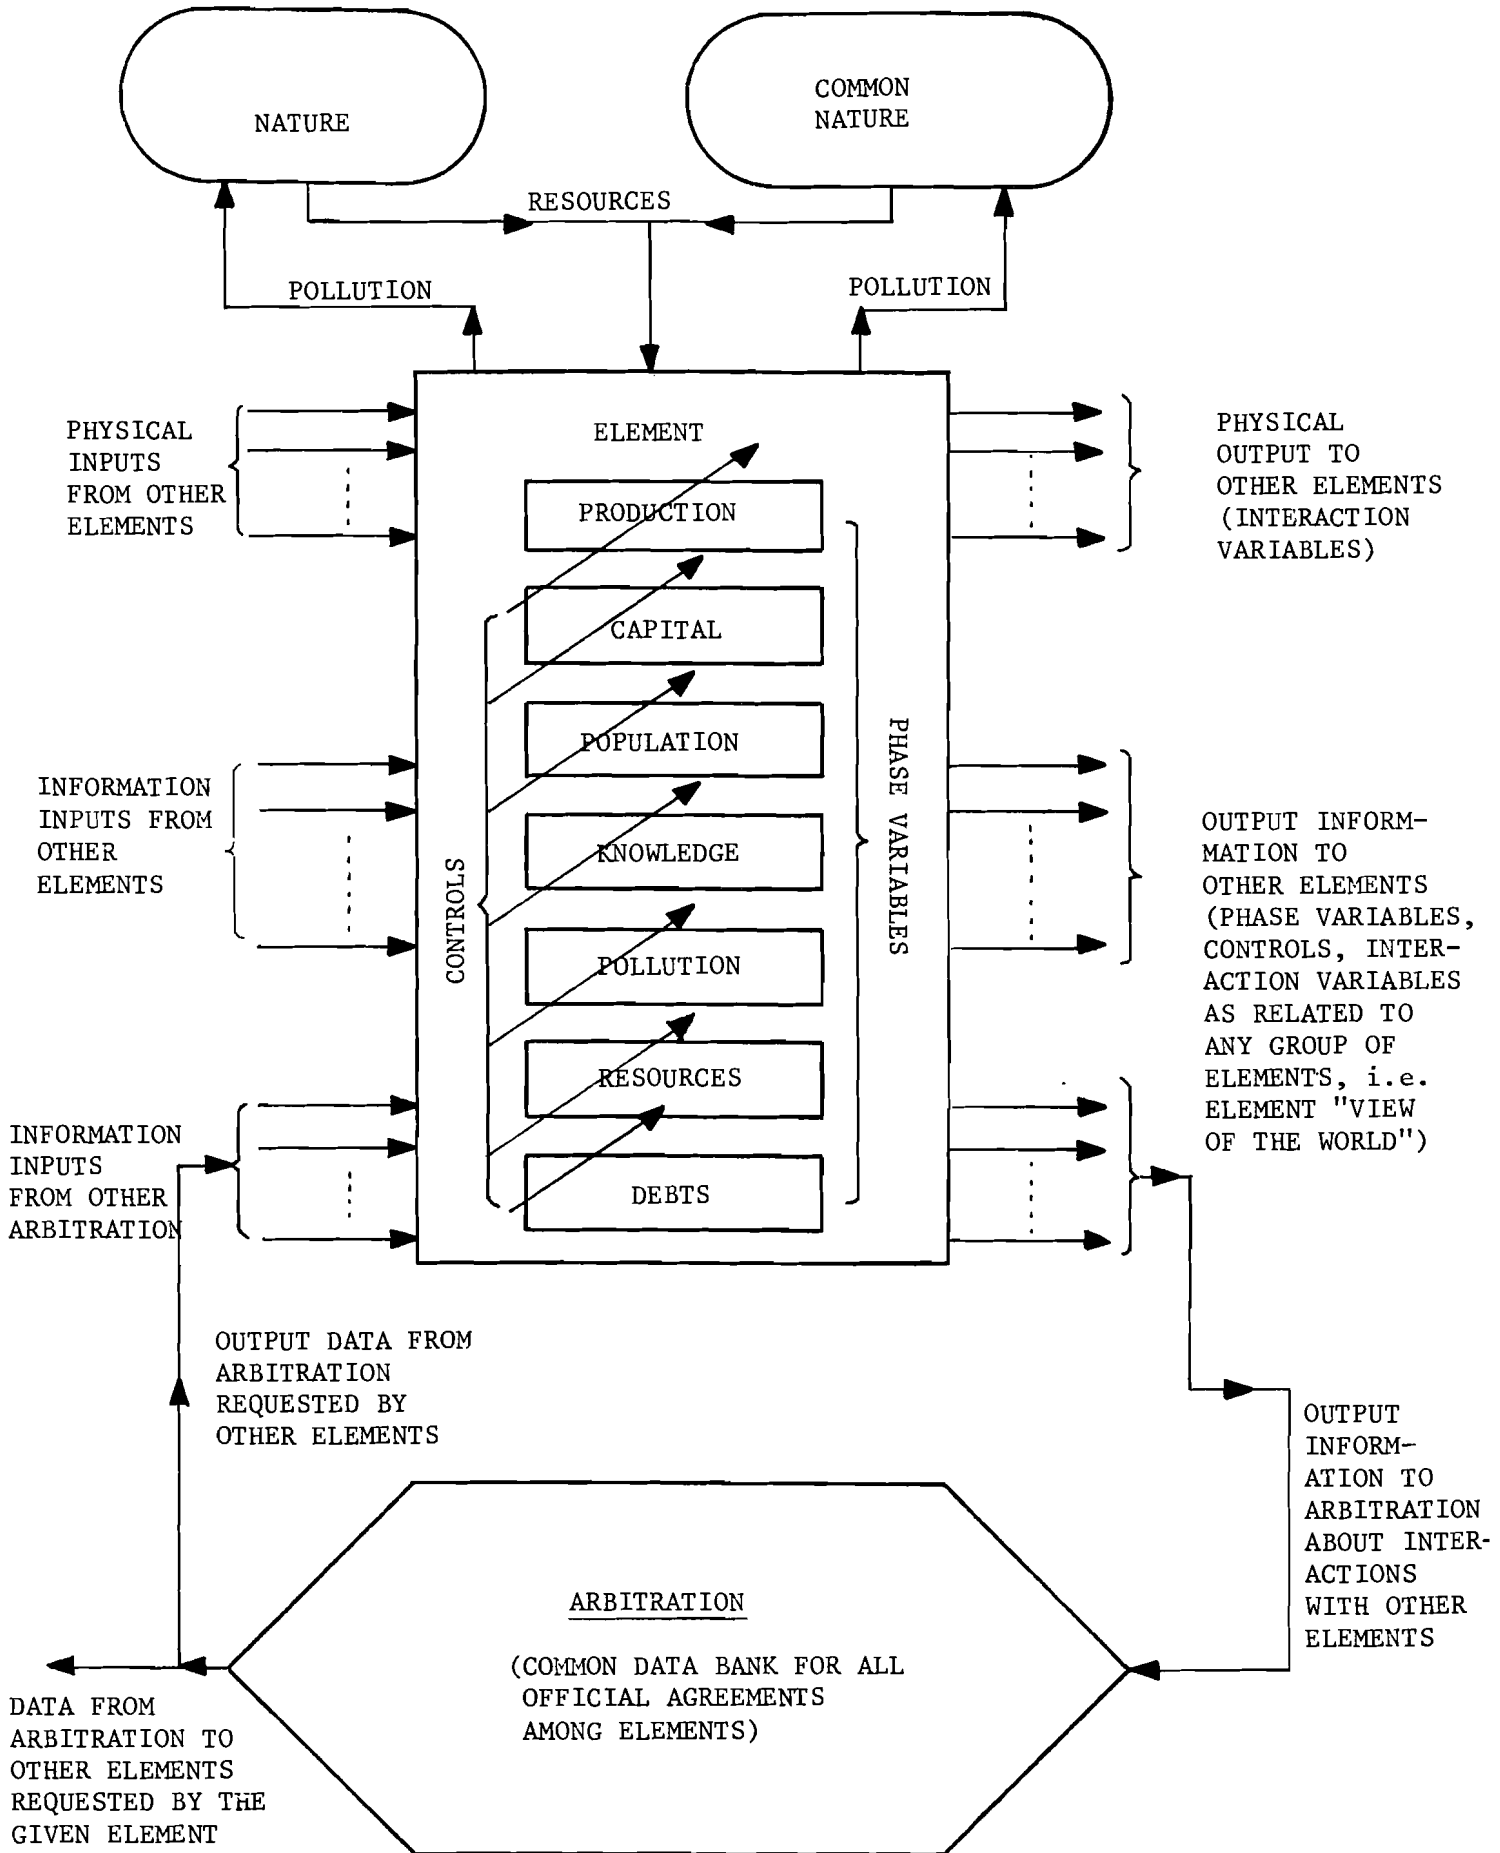 NATURE
COMMON
NATURE
RESOURCES
POLLUTION
POLLUTION
PHYSICAL
INPUTS
FROM OTHER
ELEMENTS
ELEMENT
PHYSICAL
OUTPUT TO
OTHER ELEMENTS
(INTERACTION
VARIABLES)
PRODUCTION
CAPITAL
POPULATION
KNOWLEDGE
POLLUTION
RESOURCES
DEBTS
CONTROLS
PHASE VARIABLES
INFORMATION
INPUTS FROM
OTHER
ELEMENTS
OUTPUT INFORM-
MATION TO
OTHER ELEMENTS
(PHASE VARIABLES,
CONTROLS, INTER-
ACTION VARIABLES
AS RELATED TO
ANY GROUP OF
ELEMENTS, i.e.
ELEMENT "VIEW
OF THE WORLD")
INFORMATION
INPUTS
FROM OTHER
ARBITRATION
OUTPUT DATA FROM
ARBITRATION
REQUESTED BY
OTHER ELEMENTS
OUTPUT
INFORM-
ATION TO
ARBITRATION
ABOUT INTER-
ACTIONS
WITH OTHER
ELEMENTS
ARBITRATION
(COMMON DATA BANK FOR ALL
OFFICIAL AGREEMENTS
AMONG ELEMENTS)
DATA FROM
ARBITRATION TO
OTHER ELEMENTS
REQUESTED BY THE
GIVEN ELEMENT